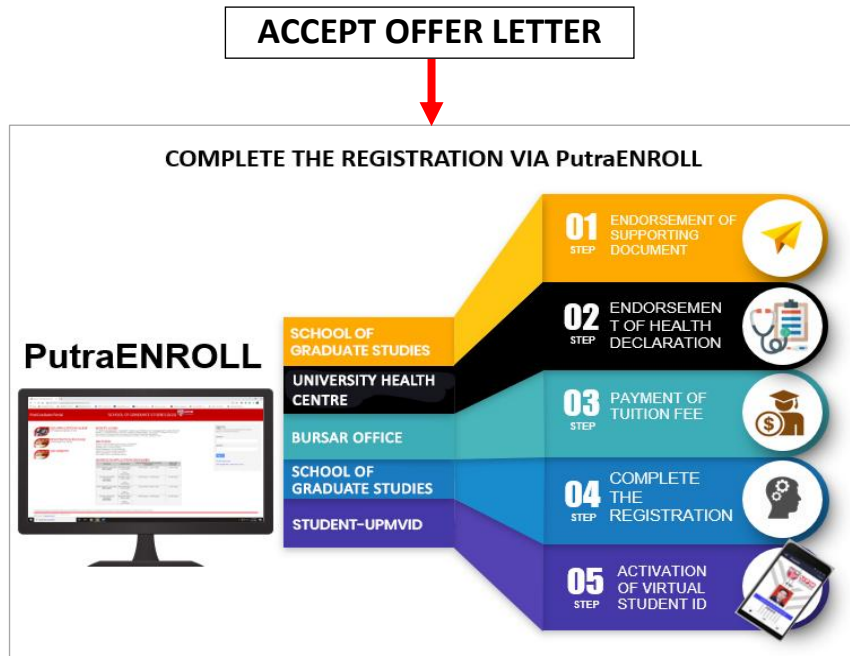 ACCEPT OFFER LETTER
COMPLETE THE REGISTRATION VIA PutraENROLL
PutraENROLL
SCHOOL OF
GRADUATE STUDIES
UNIVERSITY HEALTH
CENTRE
BURSAR OFFICE
SCHOOL OF
GRADUATE STUDIES
STUDENT-UPMVID
01
STEP
ENDORSEMENT OF
SUPPORTING
DOCUMENT
02
STEP
ENDORSEMEN
T OF HEALTH
DECLARATION
03
STEP
PAYMENT OF
TUITION FEE
04
STEP
COMPLETE
THE
REGISTRATION
05
STEP
ACTIVATION
OF VIRTUAL
STUDENT ID